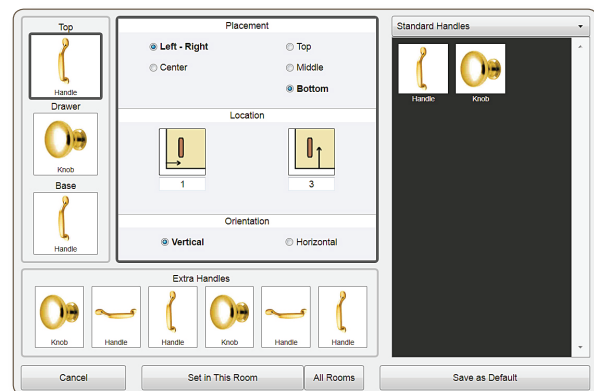 Top
Handle
Drawer
Knob
Base
Handle
Placement
Left - Right
Top
Center
Middle
Bottom
Location
1
3
Orientation
Vertical
Horizontal
Standard Handles
Handle
Knob
Extra Handles
Knob
Handle
Handle
Knob
Handle
Handle
Cancel
Set in This Room
All Rooms
Save as Default